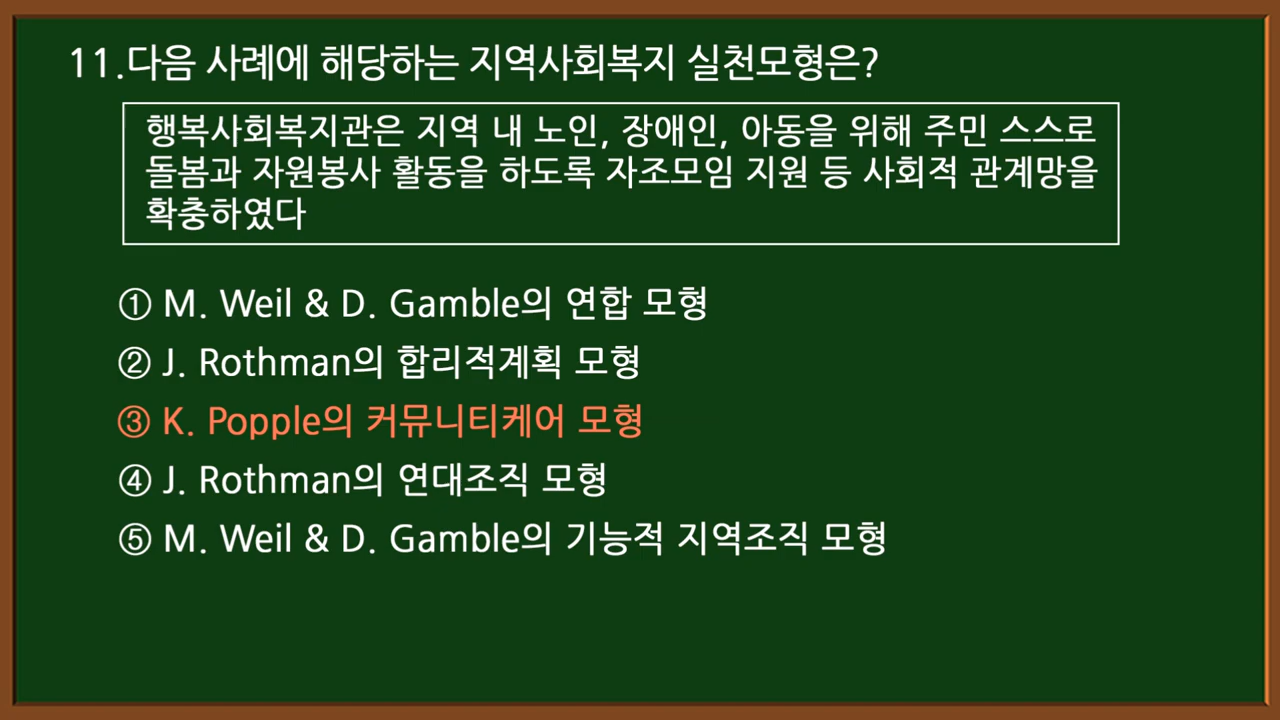 11.다음 사례에 해당하는 지역사회복지 실천모형은?
행복사회복지관은 지역 내 노인, 장애인, 아동을 위해 주민 스스로
돌봄과 자원봉사 활동을 하도록 자조모임 지원 등 사회적 관계망을
확충하였다
① M. Weil & D. Gamble의 연합 모형
② J. Rothman의 합리적계획 모형
③ K. Popple의 커뮤니티케어 모형
④ J. Rothman의 연대조직 모형
⑤ M. Weil & D. Gamble의 기능적 지역조직 모형